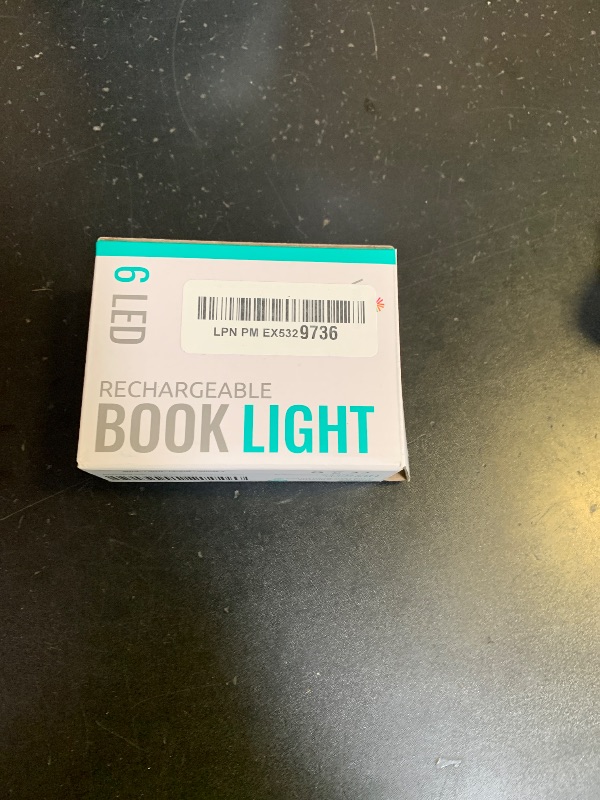 6 LED
LPN PM EX5329736
RECHARGEABLE
BOOK LIGHT